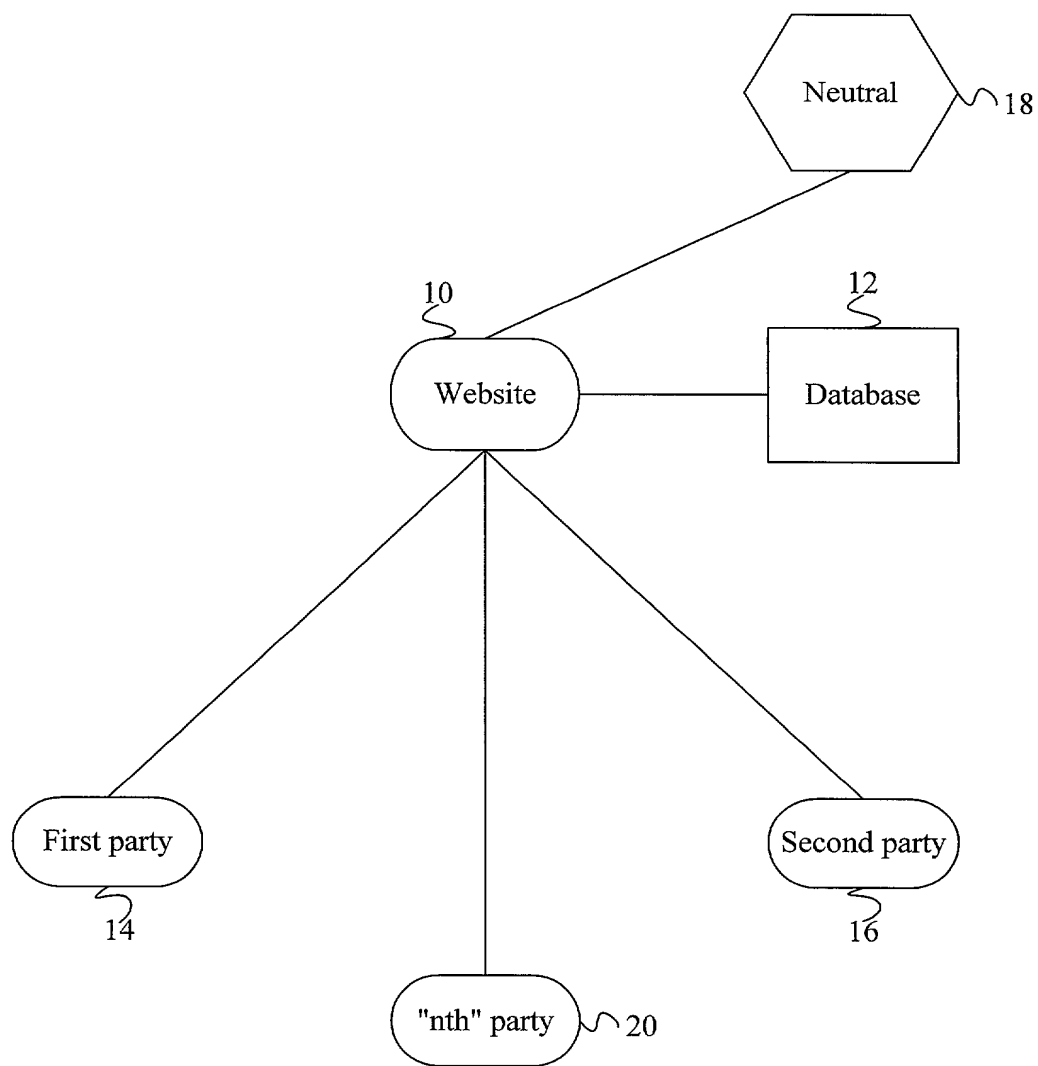 Neutral
18
10
12
Website
Database
First party
Second party
14
16
"nth" party
20